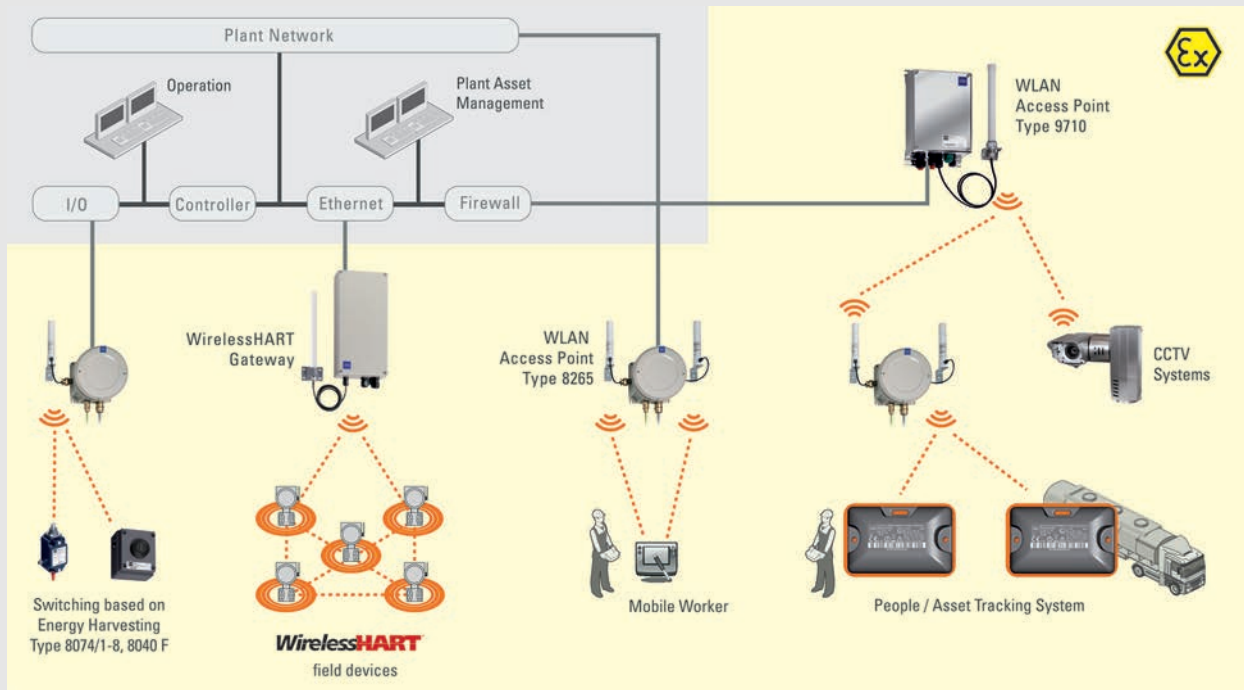 Plant Network
Operation
Plant Asset
Management
WLAN
Access Point
Type 9710
I/O
Controller
Ethernet
Firewall
WirelessHART
Gateway
WLAN
Access Point
Type 8265
CCTV
Systems
Switching based on
Energy Harvesting
Type 8074/1-8, 8040 F
WirelessHART
field devices
Mobile Worker
People / Asset Tracking System
Ex